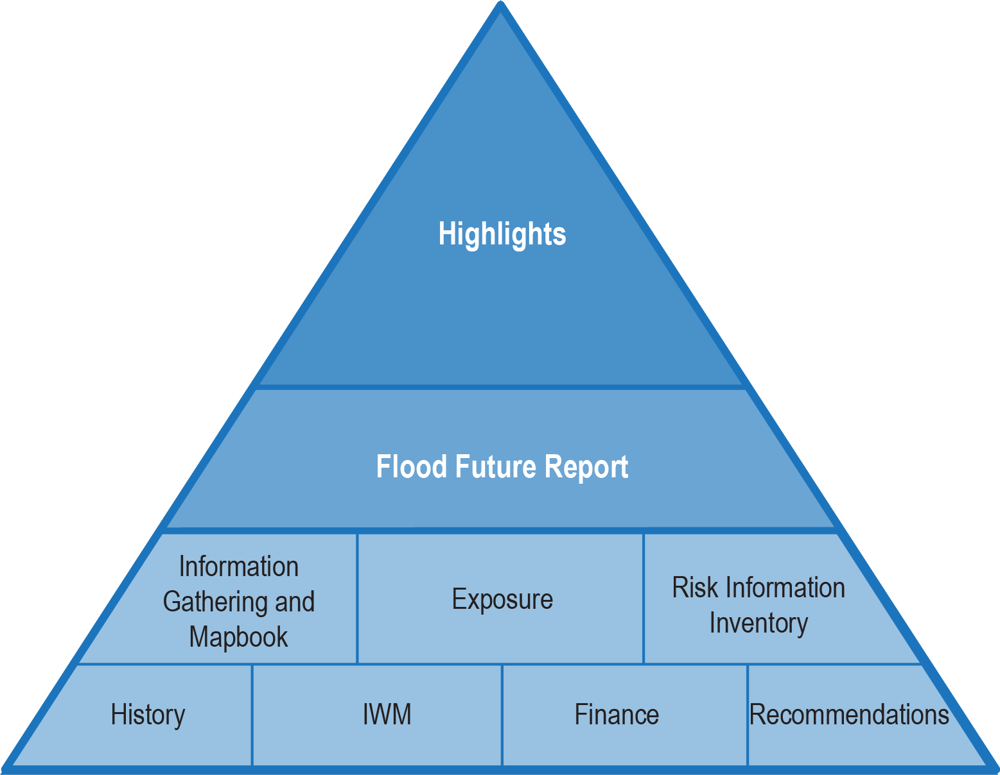 Highlights
Flood Future Report
Information
Gathering and
Mapbook
Exposure
Risk Information
Inventory
History
IWM
Finance
Recommendations